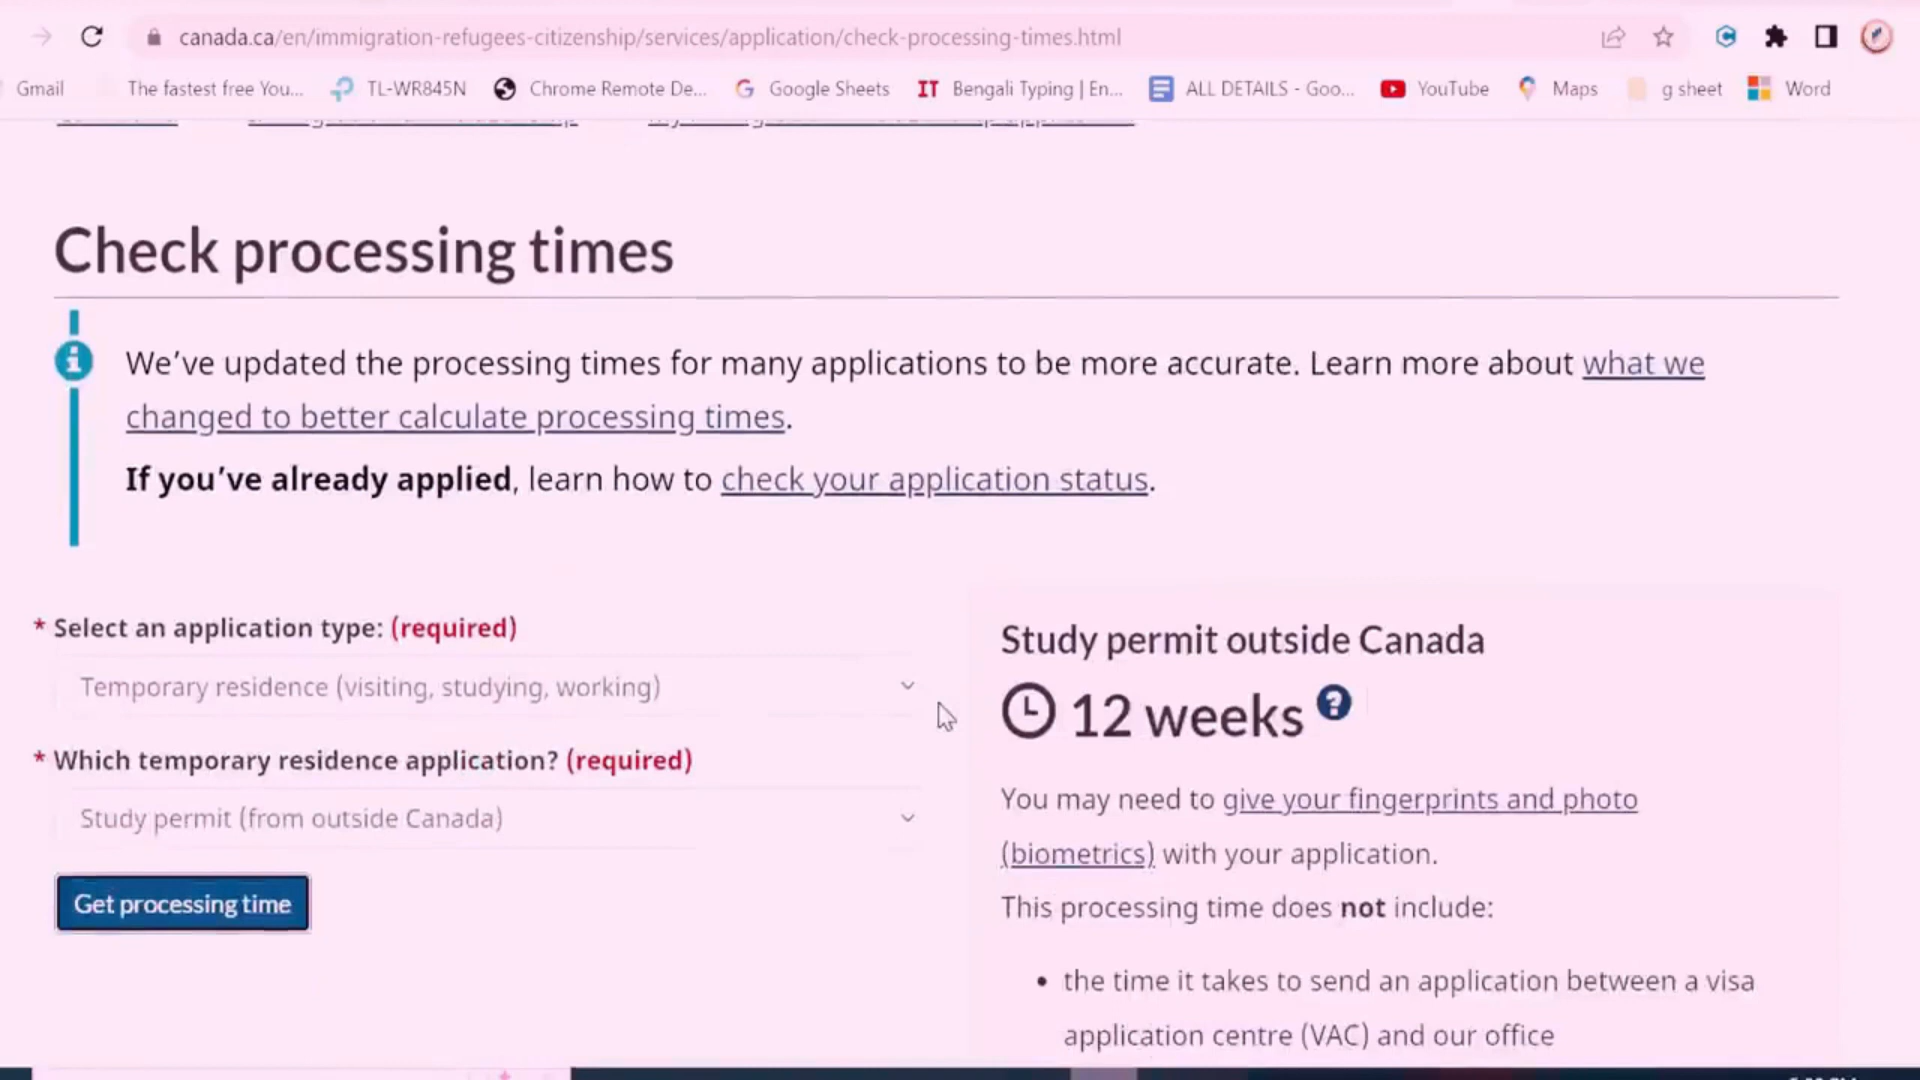 canada.ca/en/immigration-refugees-citizenship/services/application/check-processing-times.html
Gmail The fastest free You... TL-WR845N Chrome Remote De... Google Sheets IT Bengali Typing | En... ALL DETAILS - Goo... YouTube Maps g sheet Word
Check processing times
We've updated the processing times for many applications to be more accurate. Learn more about what we
changed to better calculate processing times.
If you've already applied, learn how to check your application status.
* Select an application type: (required)
Temporary residence (visiting, studying, working)
* Which temporary residence application? (required)
Study permit (from outside Canada)
Get processing time
Study permit outside Canada
12 weeks ?
You may need to give your fingerprints and photo
(biometrics) with your application.
This processing time does not include:
• the time it takes to send an application between a visa
application centre (VAC) and our office